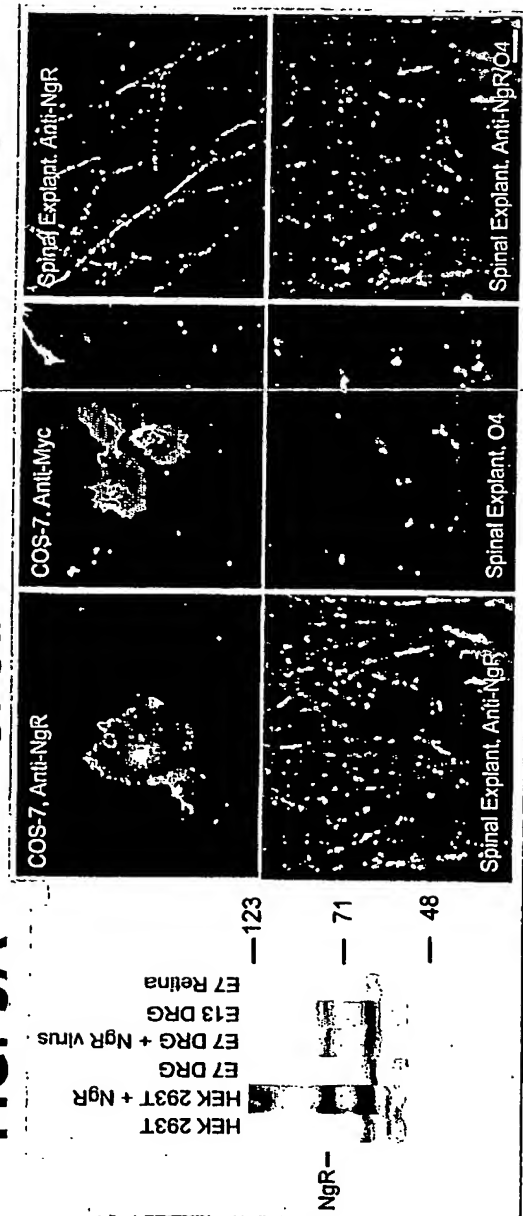 HEK 293T
HEK 293T + NgR
E7 DRG
E7 DRG + NgR virus
E13 DRG
E7 Retina
NgR–
–123
–71
–48
COS-7, Anti-NgR
COS-7, Anti-Myc
Spinal Explant, Anti-NgR
Spinal Explant, Anti-NgR
Spinal Explant, O4
Spinal Explant, Anti-NgR/O4